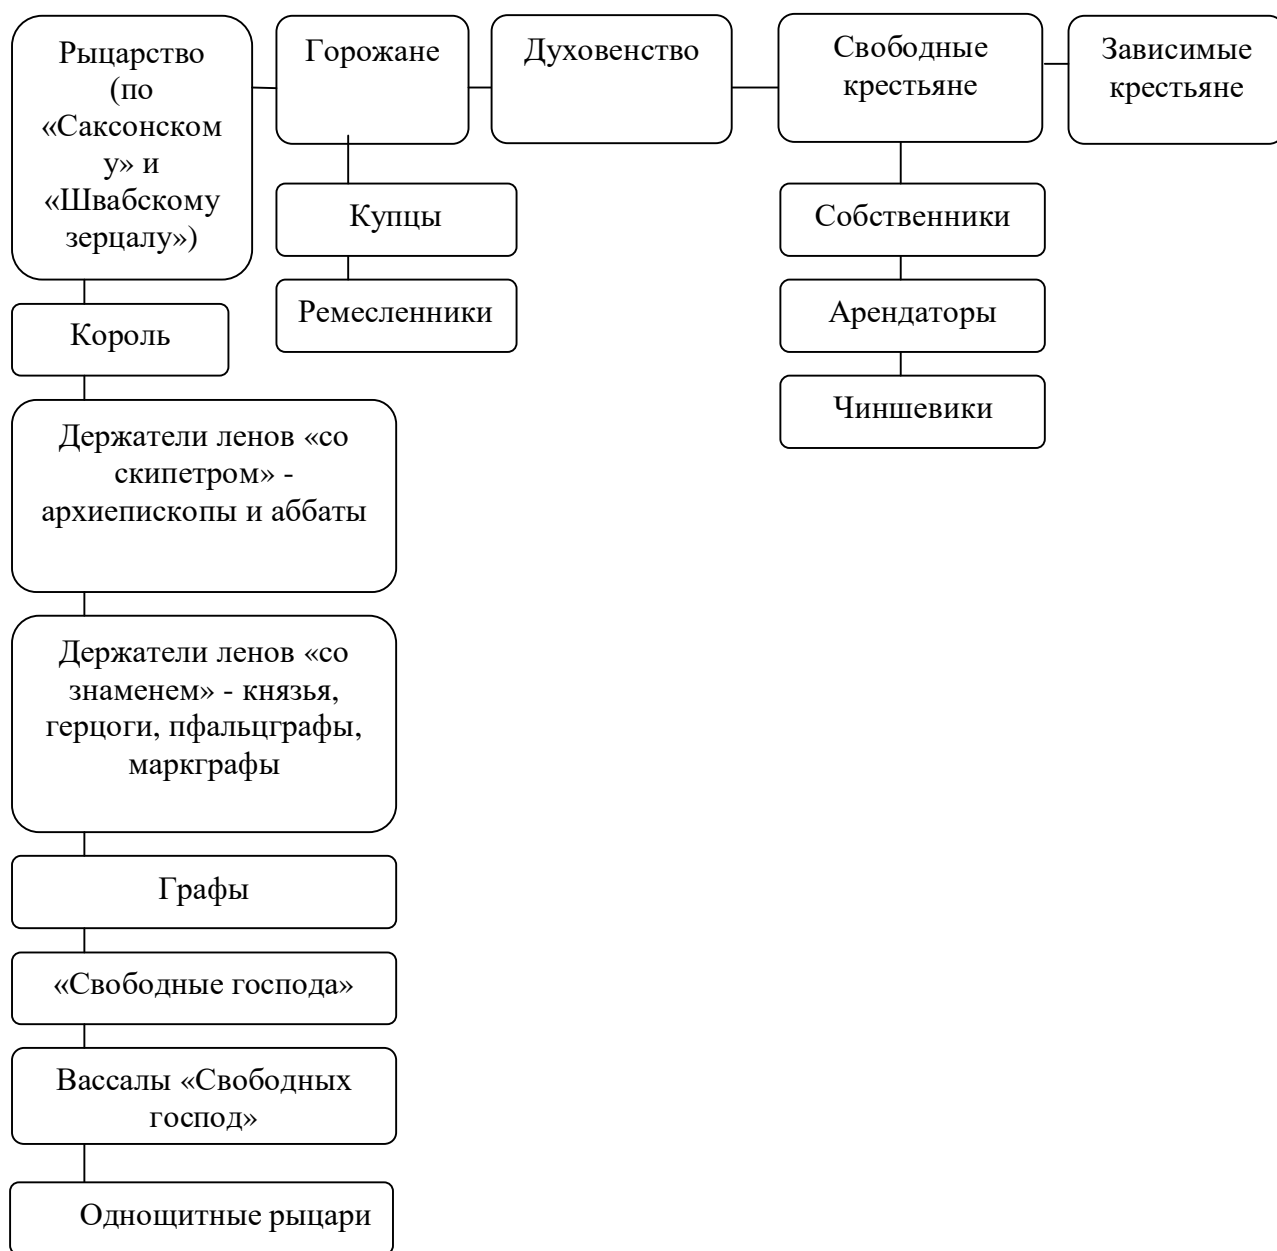 Рыцарство
(по
«Саксонском
у» и
«Швабскому
зерцалу»)
Горожане
Духовенство
Свободные
крестьяне
Зависимые
крестьяне
Купцы
Собственники
Ремесленники
Арендаторы
Король
Чиншевики
Держатели ленов «со
скипетром» -
архиепископы и аббаты
Держатели ленов «со
знаменем» - князья,
герцоги, пфальцграфы,
маркграфы
Графы
«Свободные господа»
Вассалы «Свободных
господ»
Однощитные рыцари